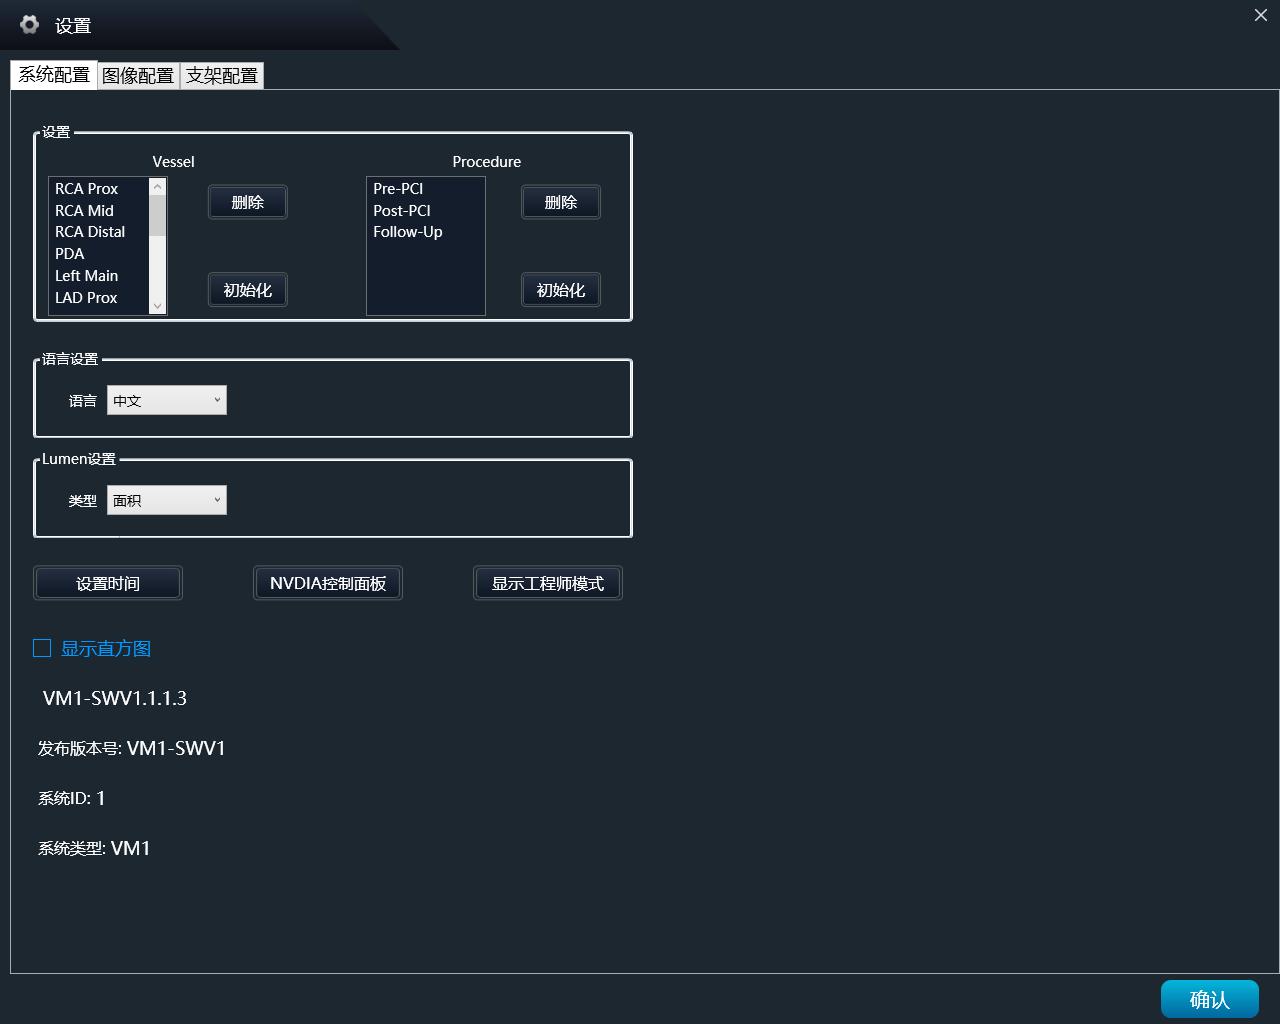 设置
系统配置 图像配置 支架配置
设置
Vessel Procedure
RCA Prox
RCA Mid
RCA Distal
PDA
Left Main
LAD Prox
删除
初始化
Pre-PCI
Post-PCI
Follow-Up
删除
初始化
语言设置
语言 中文
Lumen设置
类型 面积
设置时间 NVDIA控制面板 显示工程师模式
显示直方图
VM1-SWV1.1.1.3
发布版本号: VM1-SWV1
系统ID: 1
系统类型: VM1
确认